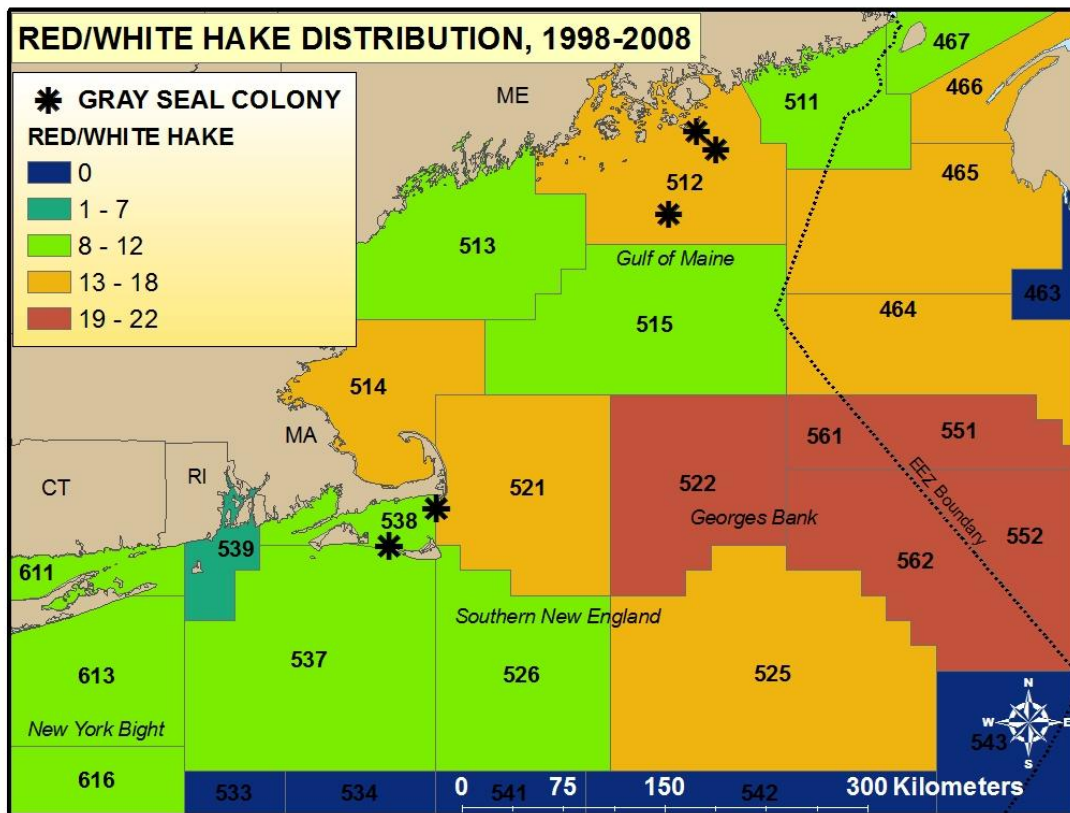 RED/WHITE HAKE DISTRIBUTION, 1998-2008
GRAY SEAL COLONY
RED/WHITE HAKE
0
1 - 7
8 - 12
13 - 18
19 - 22
ME
467
511
466
512
465
513
Gulf of Maine
463
464
515
514
MA
561
551
RI
CT
521
522
EEZ Boundary
538
Georges Bank
552
539
562
611
Southern New England
537
526
525
613
New York Bight
N
W
E
S
543
616
533
534
541
542
0
75
150
300 Kilometers